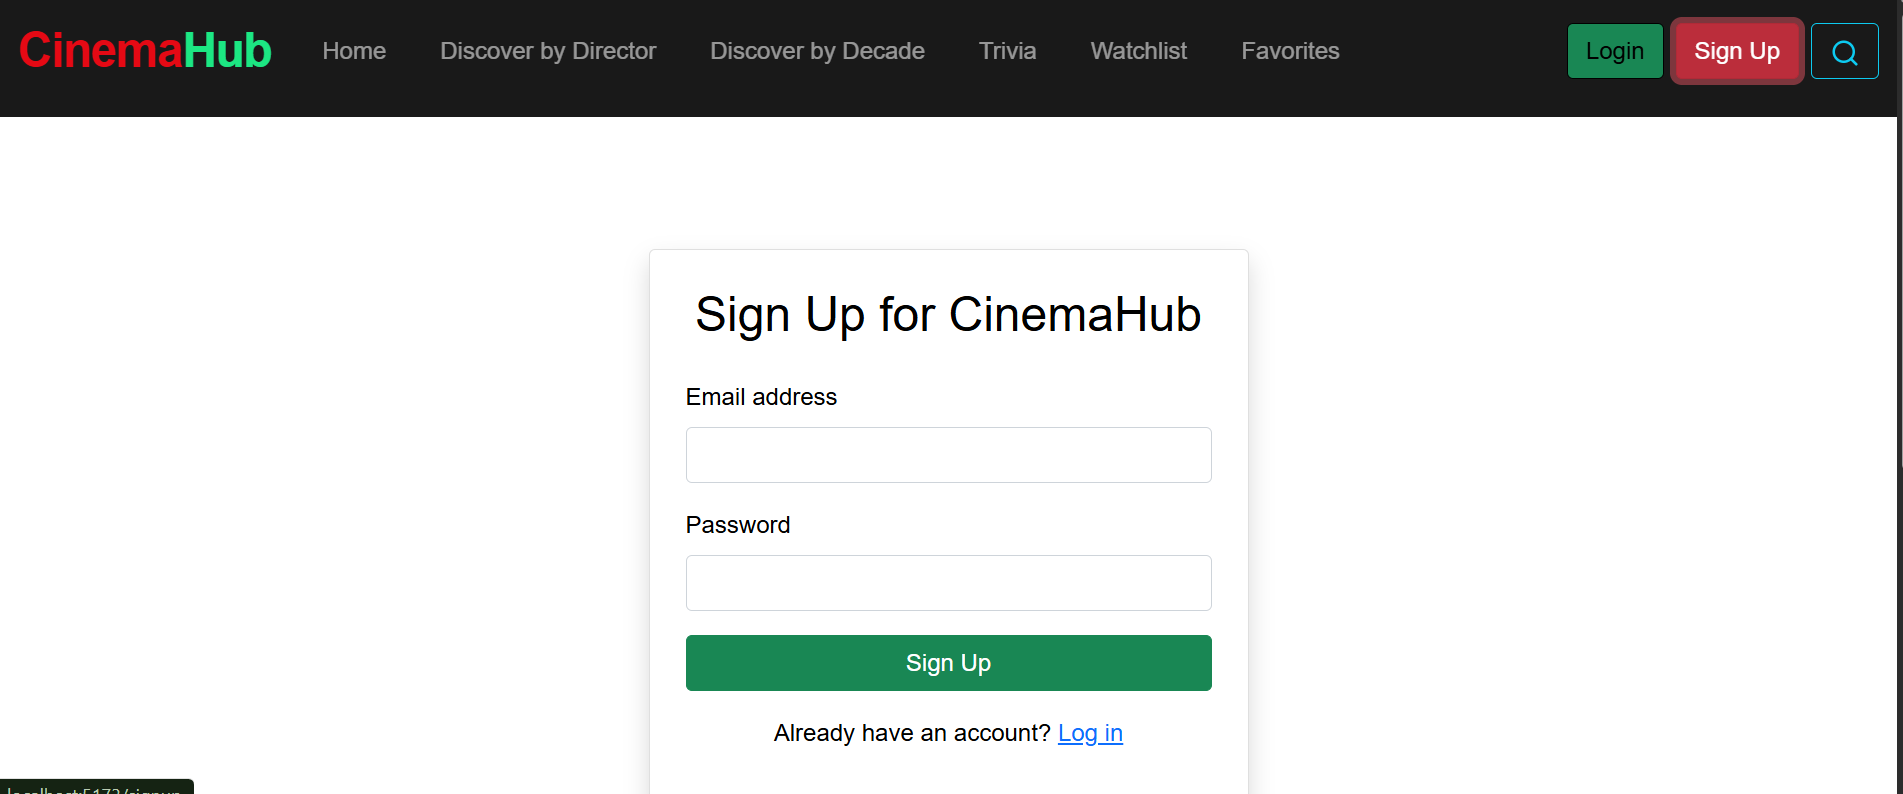 CinemaHub Home Discover by Director Discover by Decade Trivia Watchlist Favorites Login Sign Up
Sign Up for CinemaHub
Email address
Password
Sign Up
Already have an account? Log in